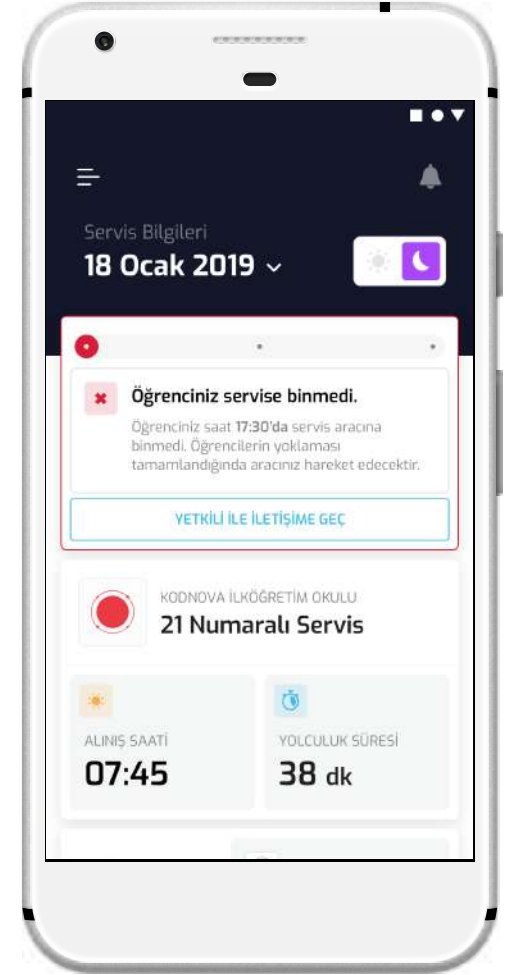 Servis Bilgileri
18 Ocak 2019
Öğrenciniz servise binmedi.
Öğrenciniz saat 17:30'da servis aracına
binmedi. Öğrencilerin yoklaması
tamamlandığında aracınız hareket edecektir.
YETKİLİ İLE İLETİŞİME GEÇ
KODNOVA İLKÖĞRETİM OKULU
21 Numaralı Servis
ALINIŞ SAATİ
07:45
YOLCULUK SÜRESİ
38 dk